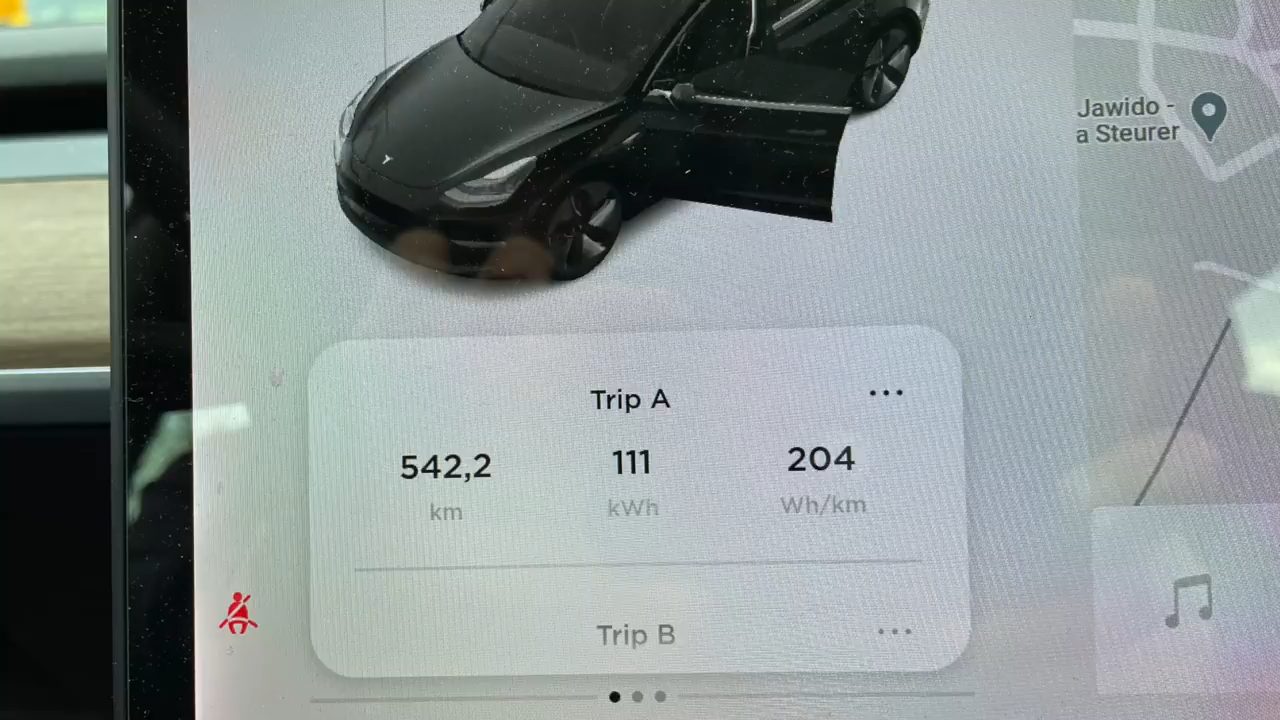 Jawido -
a Steurer
Trip A
...
542,2
111
204
km
kWh
Wh/km
Trip B
...